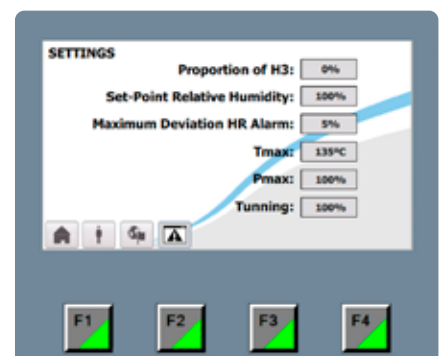 SETTINGS
Proportion of H3: 0%
Set-Point Relative Humidity: 100%
Maximum Deviation HR Alarm: 5%
Tmax: 135ºC
Pmax: 100%
Tunning: 100%
F1 F2 F3 F4